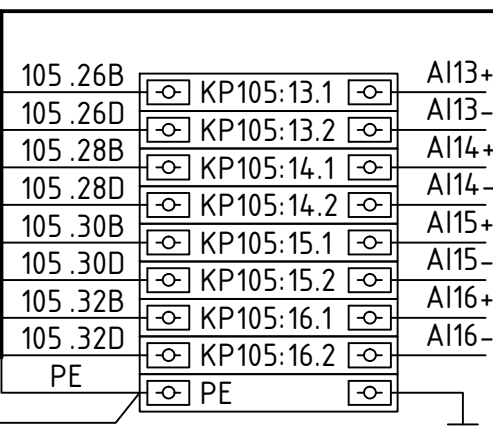 105.26B KP105:13.1 AI13+
105.26D KP105:13.2 AI13-
105.28B KP105:14.1 AI14+
105.28D KP105:14.2 AI14-
105.30B KP105:15.1 AI15+
105.30D KP105:15.2 AI15-
105.32B KP105:16.1 AI16+
105.32D KP105:16.2 AI16-
PE PE